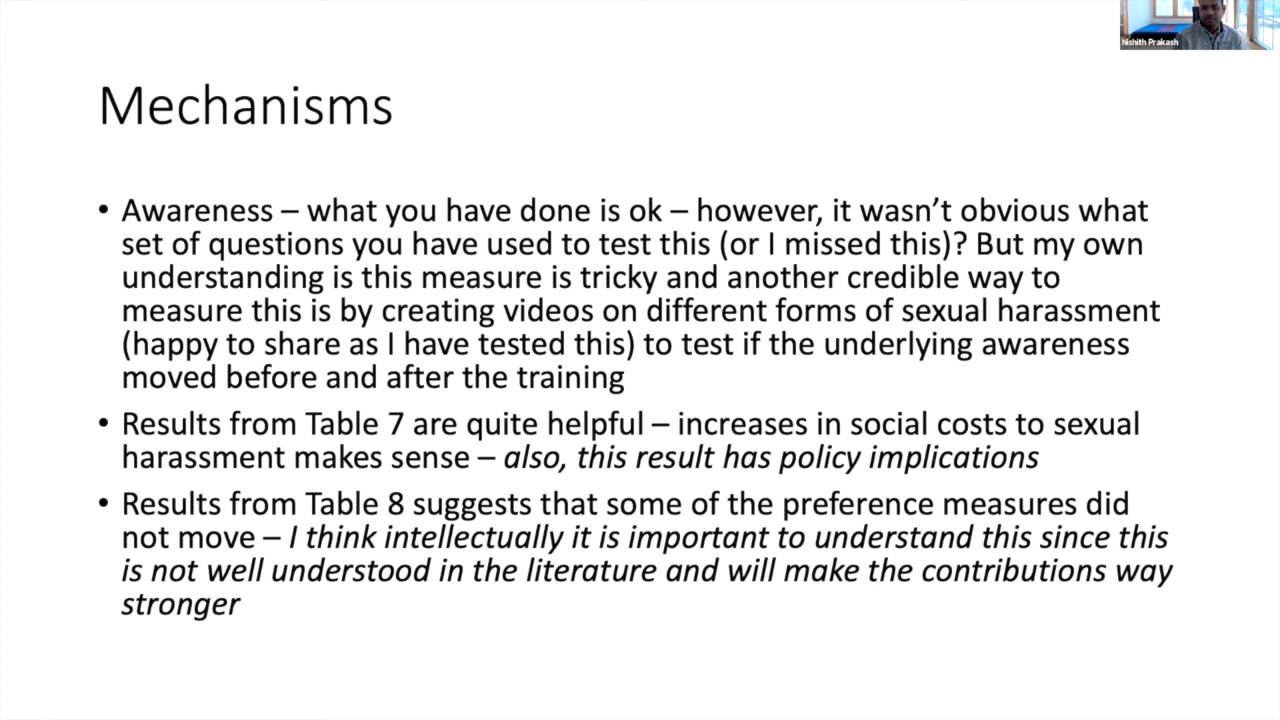 Nishith Prakash
Mechanisms
• Awareness – what you have done is ok – however, it wasn’t obvious what
set of questions you have used to test this (or I missed this)? But my own
understanding is this measure is tricky and another credible way to
measure this is by creating videos on different forms of sexual harassment
(happy to share as I have tested this) to test if the underlying awareness
moved before and after the training
• Results from Table 7 are quite helpful – increases in social costs to sexual
harassment makes sense – also, this result has policy implications
• Results from Table 8 suggests that some of the preference measures did
not move – I think intellectually it is important to understand this since this
is not well understood in the literature and will make the contributions way
stronger